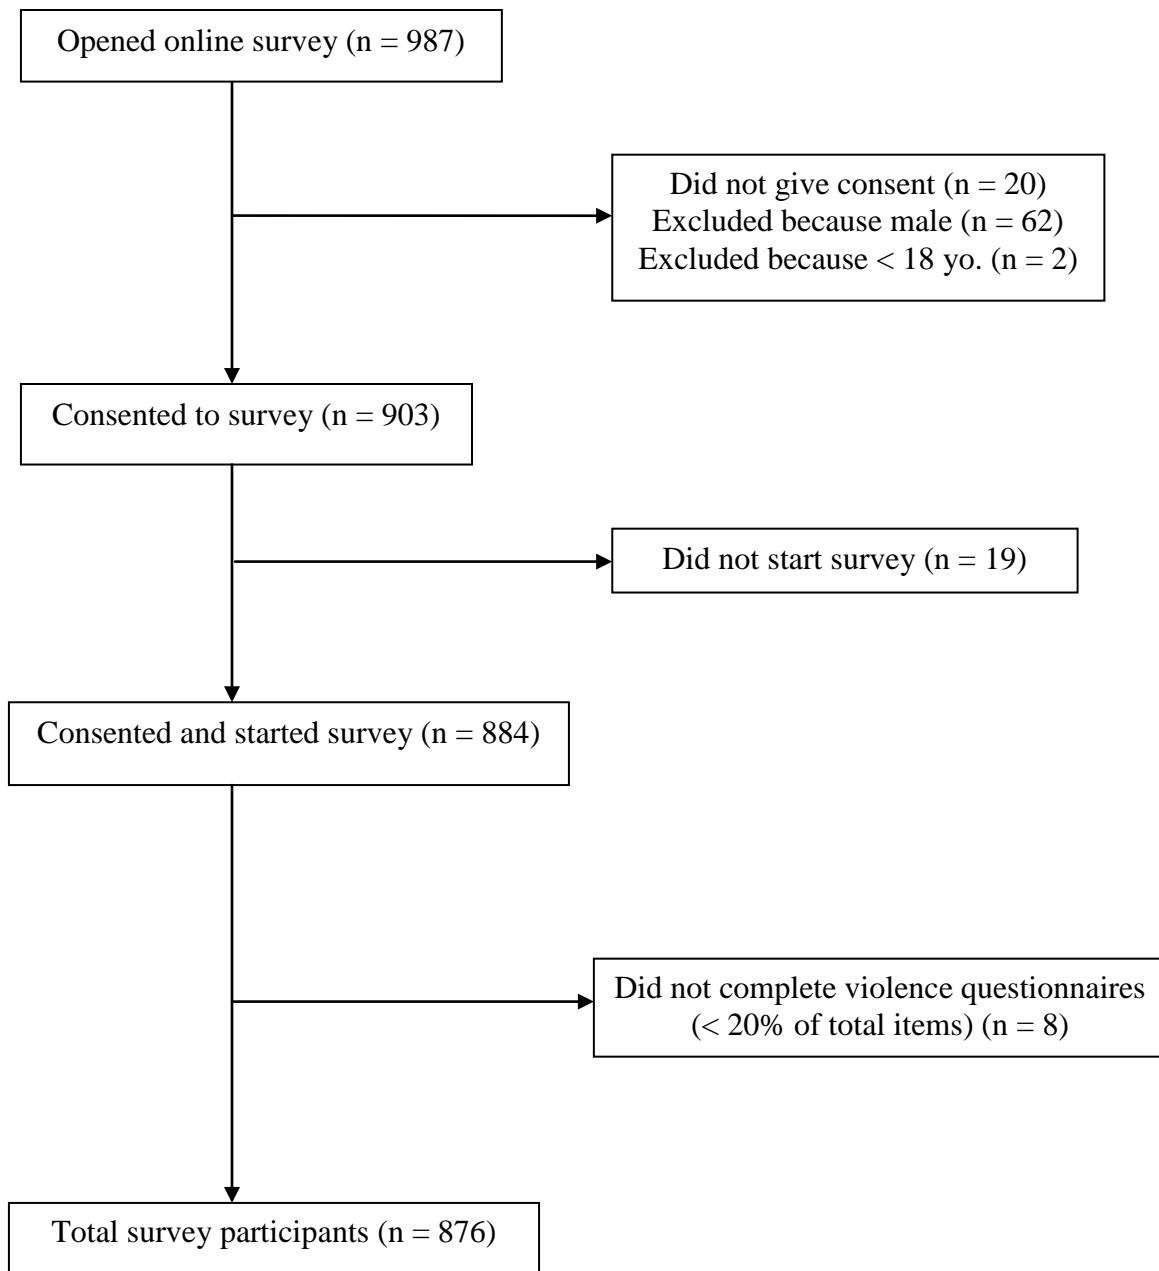 Opened online survey (n = 987)
Did not give consent (n = 20)
Excluded because male (n = 62)
Excluded because < 18 yo. (n = 2)
Consented to survey (n = 903)
Did not start survey (n = 19)
Consented and started survey (n = 884)
Did not complete violence questionnaires
(< 20% of total items) (n = 8)
Total survey participants (n = 876)